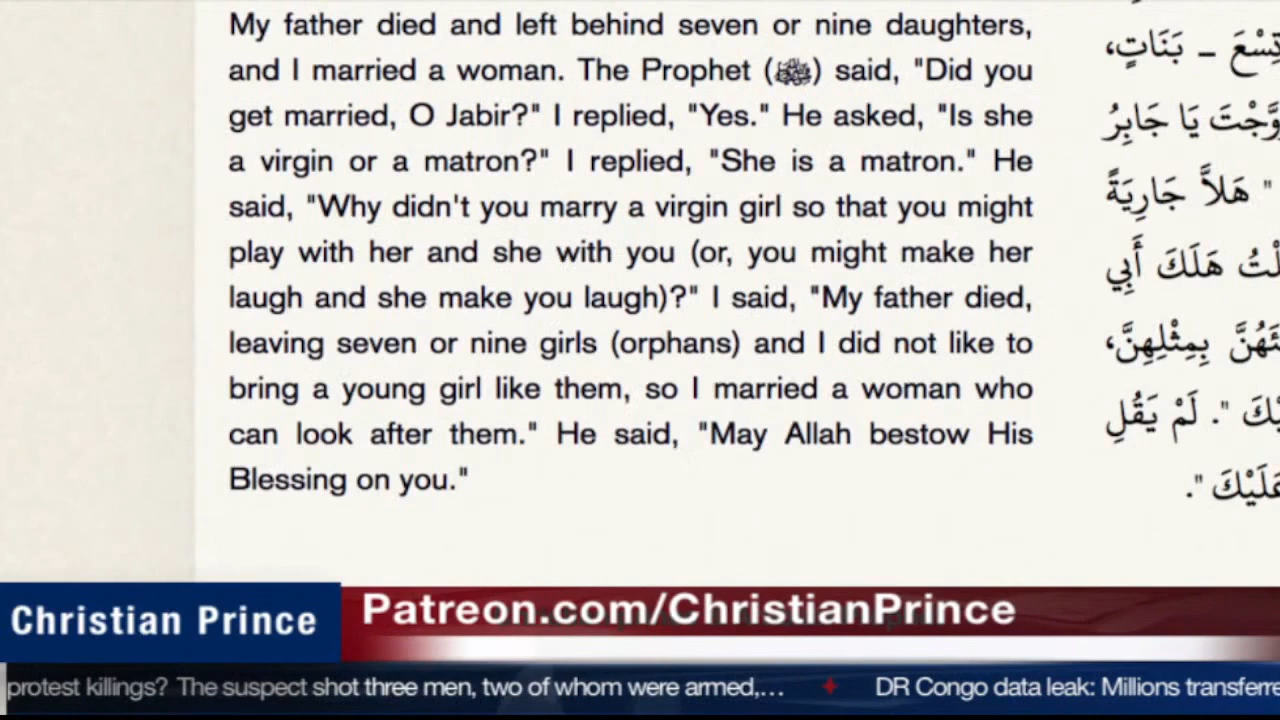 My father died and left behind seven or nine daughters,
and I married a woman. The Prophet (ﷺ) said, "Did you
get married, O Jabir?" I replied, "Yes." He asked, "Is she
a virgin or a matron?" I replied, "She is a matron." He
said, "Why didn't you marry a virgin girl so that you might
play with her and she with you (or, you might make her
laugh and she make you laugh)?" I said, "My father died,
leaving seven or nine girls (orphans) and I did not like to
bring a young girl like them, so I married a woman who
can look after them." He said, "May Allah bestow His
Blessing on you."
تِسْعَ ـ بَنَاتٍ،
يَا جَابِرُ
" هَلاَّ جَارِيَةً
هَلَكَ أَبِي
بِمِثْلِهِنَّ،
". لَمْ يَقُلِ
عَلَيْكَ ".
Christian Prince
Patreon.com/ChristianPrince
protest killings? The suspect shot three men, two of whom were armed,... DR Congo data leak: Millions transferre